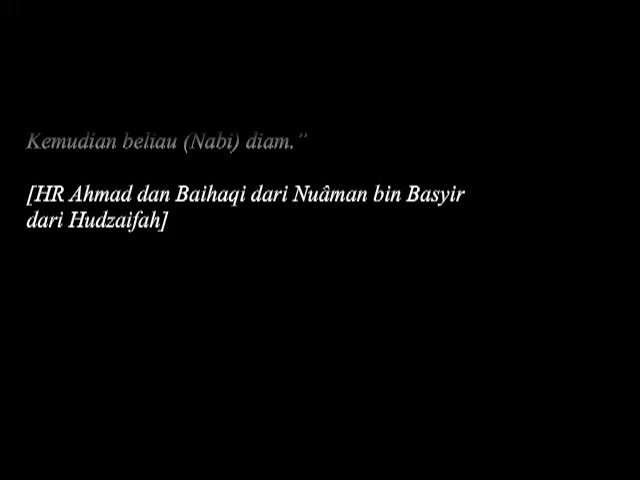 Kemudian beliau (Nabi) diam.”
[HR Ahmad dan Baihaqi dari Nuâman bin Basyir
dari Hudzaifah]